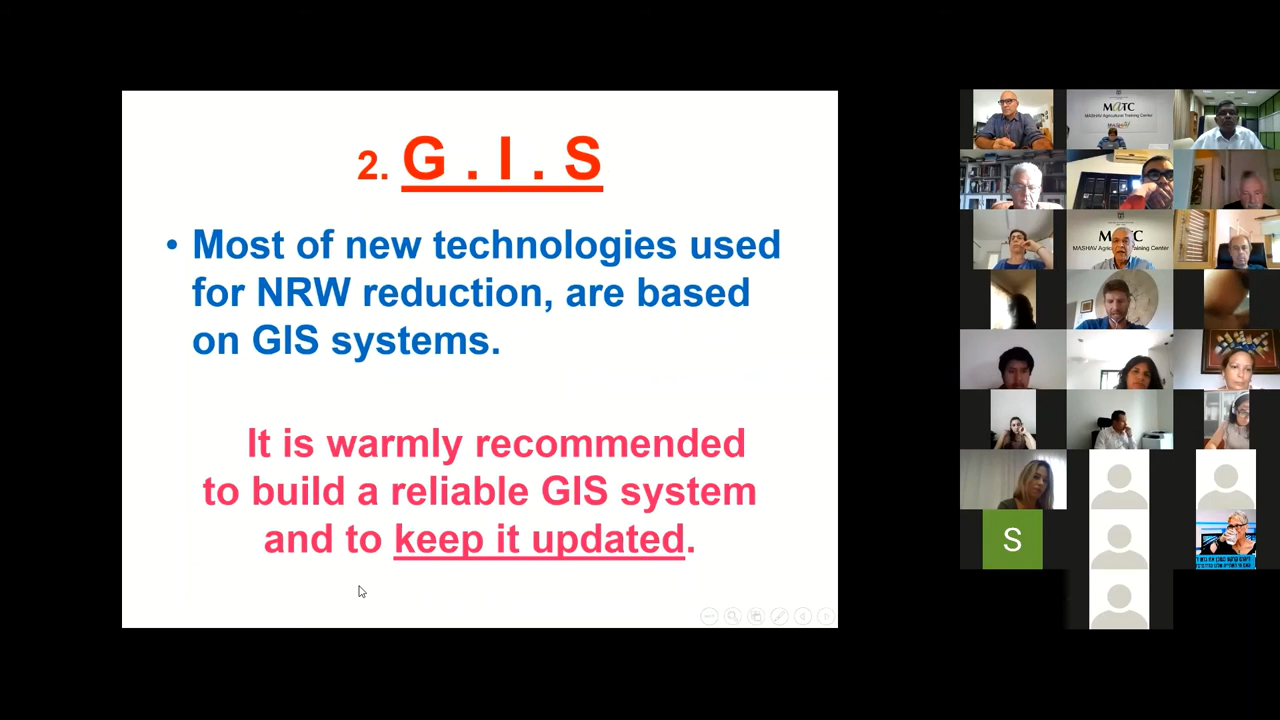 2. G . I . S
• Most of new technologies used
for NRW reduction, are based
on GIS systems.
It is warmly recommended
to build a reliable GIS system
and to keep it updated.
MATC
MASHAV Agricultural Training Center
MASHAV
MATC
MASHAV Agricultural Training Center
S